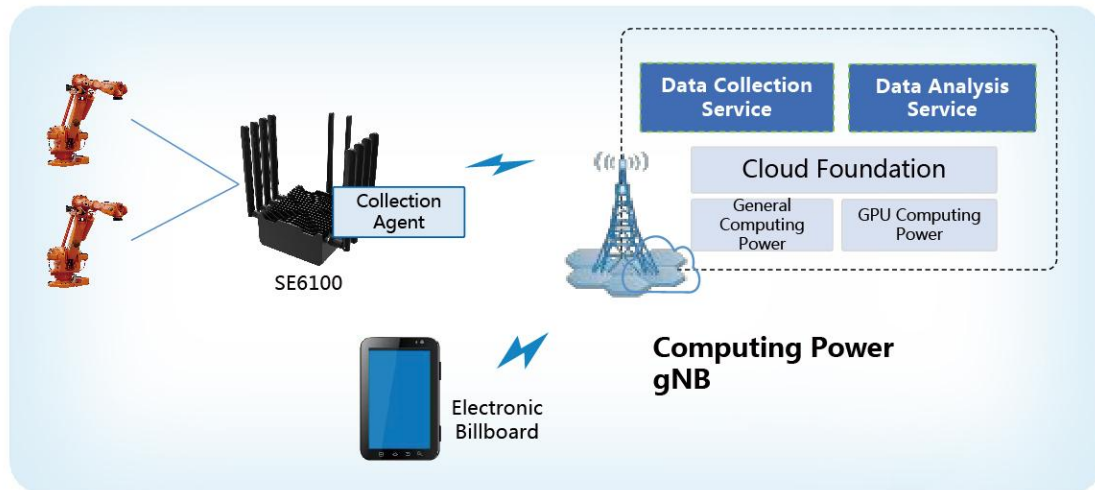 Data Collection
Service
Data Analysis
Service
Cloud Foundation
General
Computing
Power
GPU Computing
Power
Collection
Agent
SE6100
Computing Power
gNB
Electronic
Billboard